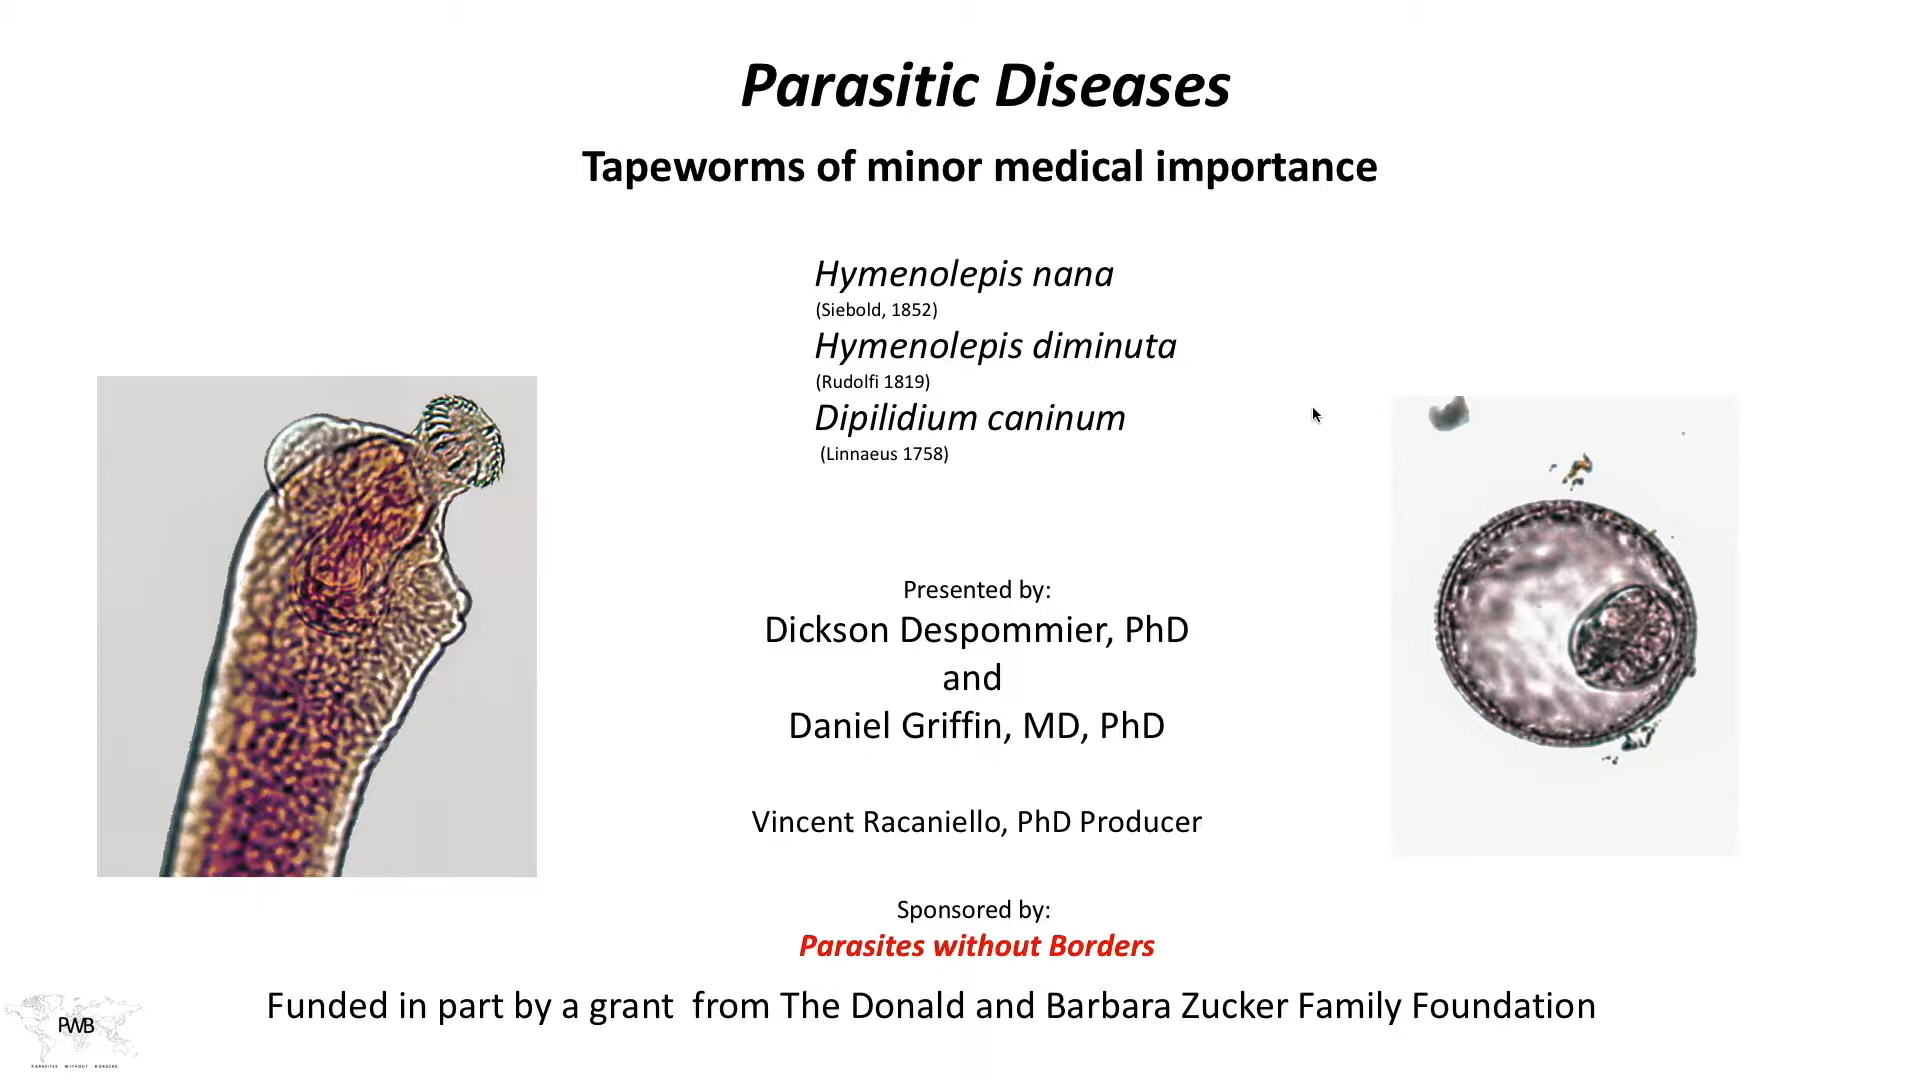 Parasitic Diseases
Tapeworms of minor medical importance
Hymenolepis nana
(Siebold, 1852)
Hymenolepis diminuta
(Rudolfi 1819)
Dipilidium caninum
(Linnaeus 1758)
Presented by:
Dickson Despommier, PhD
and
Daniel Griffin, MD, PhD
Vincent Racaniello, PhD Producer
Sponsored by:
Parasites without Borders
Funded in part by a grant from The Donald and Barbara Zucker Family Foundation
PWB
PARASITES WITHOUT BORDERS